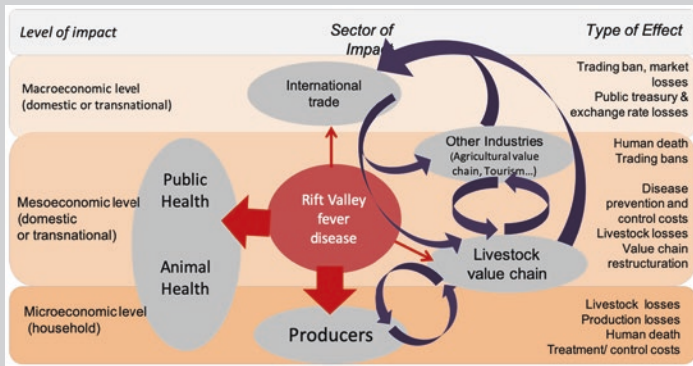 Level of impact
Sector of
Impact
Type of Effect
Macroeconomic level
(domestic or transnational)
International
trade
Trading ban, market
losses
Public treasury &
exchange rate losses
Mesoeconomic level
(domestic
or transnational)
Public
Health
Animal
Health
Rift Valley
fever
disease
Other Industries
(Agricultural value
chain, Tourism...)
Livestock
value chain
Human death
Trading bans
Disease
prevention and
control costs
Livestock losses
Value chain
restructuration
Microeconomic level
(household)
Producers
Livestock losses
Production losses
Human death
Treatment/ control costs